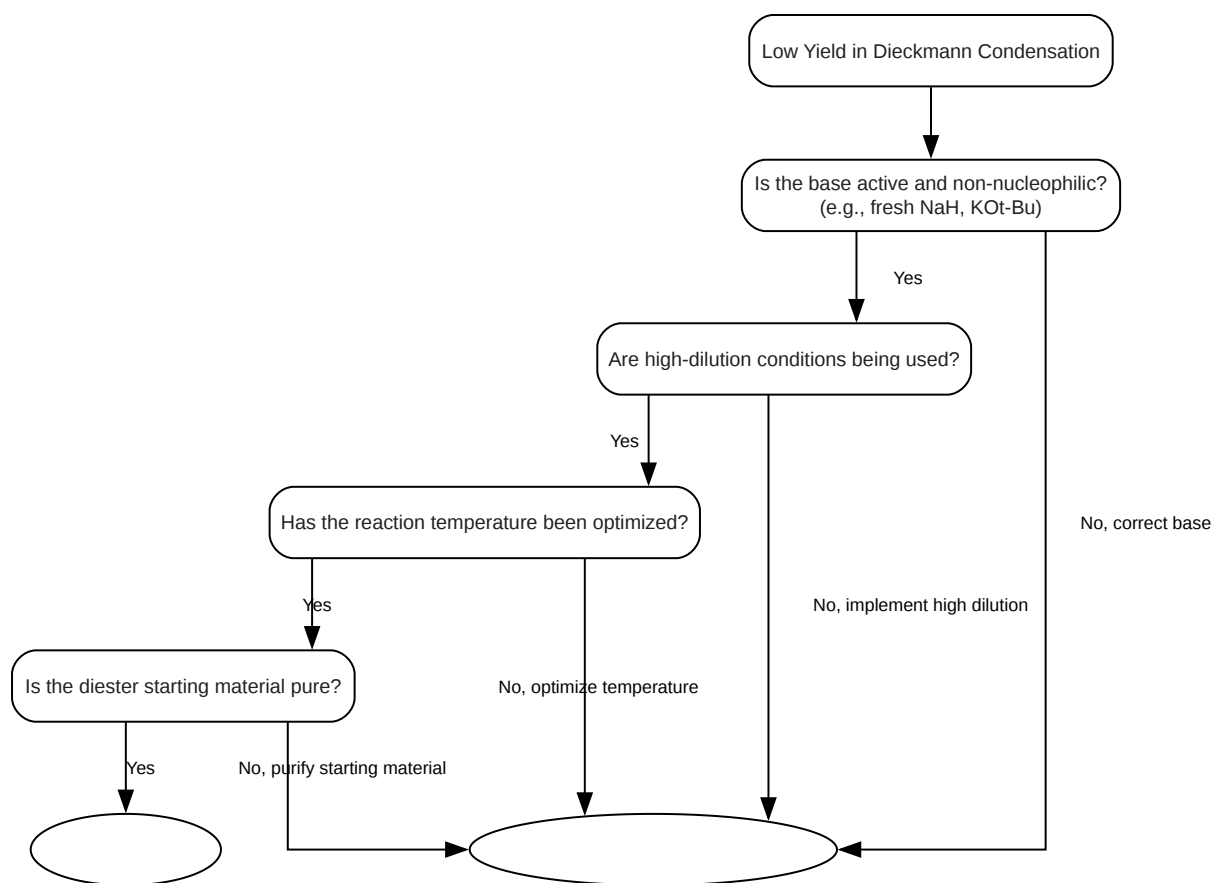 Low Yield in Dieckmann Condensation
Is the base active and non-nucleophilic?
(e.g., fresh NaH, KOt-Bu)
Yes
Are high-dilution conditions being used?
Yes
Has the reaction temperature been optimized?
No, correct base
Yes
No, implement high dilution
Is the diester starting material pure?
No, optimize temperature
Yes
No, purify starting material